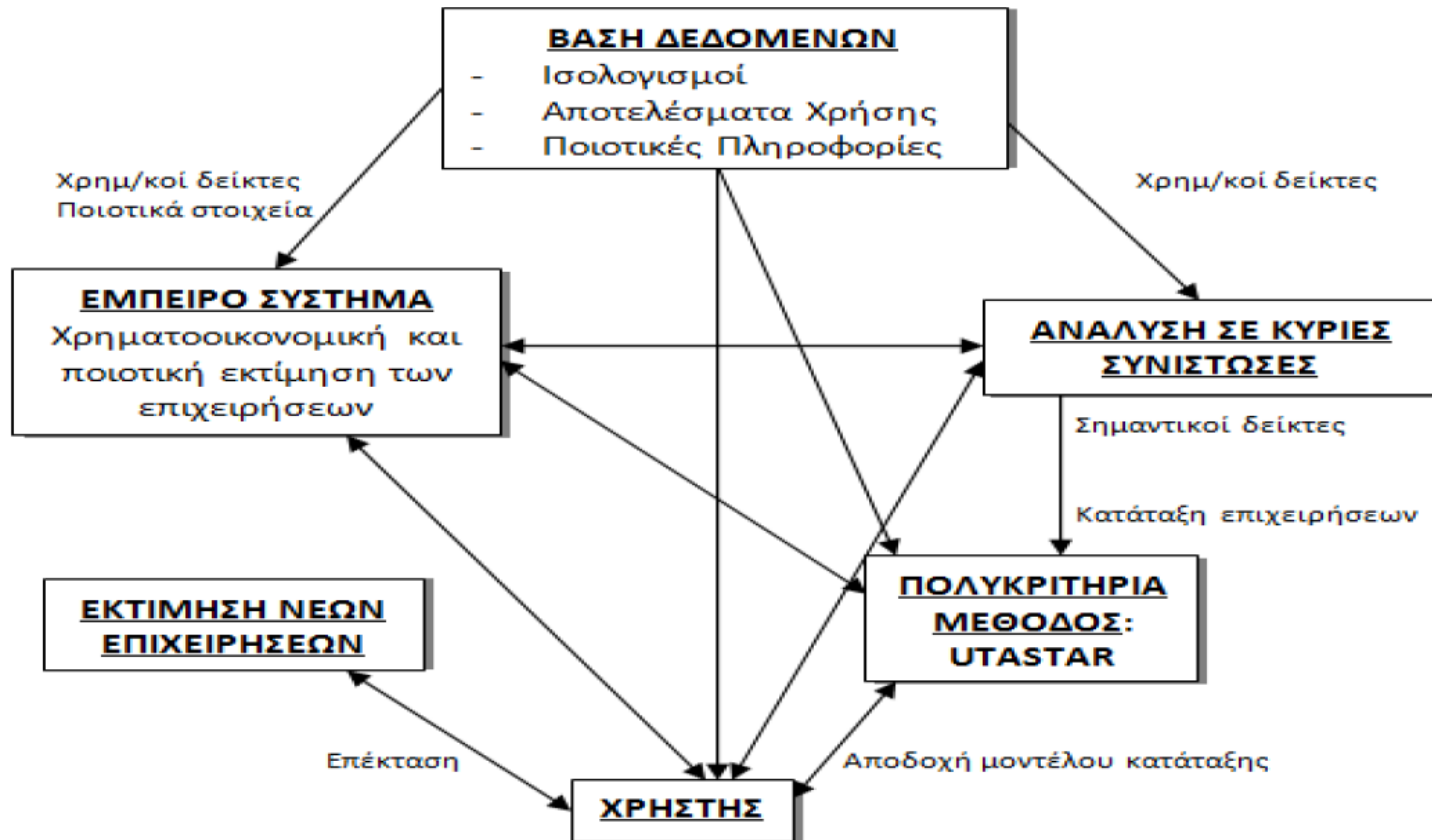 ΒΑΣΗ ΔΕΔΟΜΕΝΩΝ
- Ισολογισμοί
- Αποτελέσματα Χρήσης
- Ποιοτικές Πληροφορίες
Χρημ/κοί δείκτες
Ποιοτικά στοιχεία
Χρημ/κοί δείκτες
ΕΜΠΕΙΡΟ ΣΥΣΤΗΜΑ
Χρηματοοικονομική και
ποιοτική εκτίμηση των
επιχειρήσεων
ΑΝΑΛΥΣΗ ΣΕ ΚΥΡΙΕΣ
ΣΥΝΙΣΤΩΣΕΣ
Σημαντικοί δείκτες
Κατάταξη επιχειρήσεων
ΕΚΤΙΜΗΣΗ ΝΕΩΝ
ΕΠΙΧΕΙΡΗΣΕΩΝ
ΠΟΛΥΚΡΙΤΗΡΙΑ
ΜΕΘΟΔΟΣ:
UTASTAR
Επέκταση
Αποδοχή μοντέλου κατάταξης
ΧΡΗΣΤΗΣ